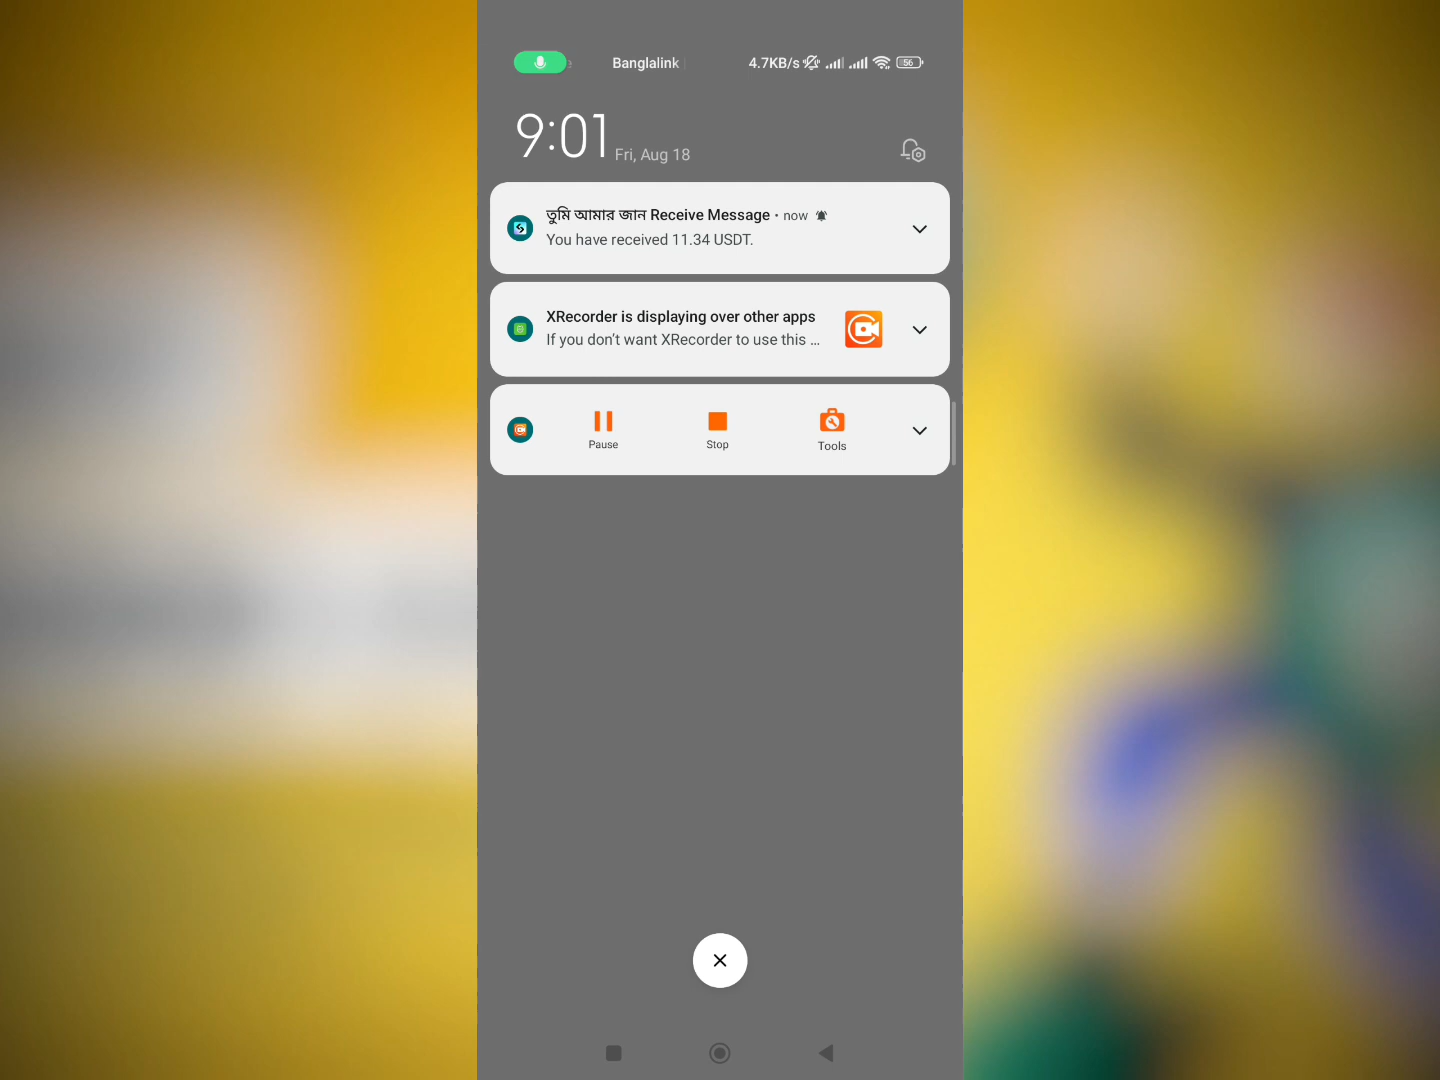 Banglalink
4.7KB/s 56
9:01 Fri, Aug 18
তুমি আমার জান Receive Message • now
You have received 11.34 USDT.
XRecorder is displaying over other apps
If you don't want XRecorder to use this ...
Pause
Stop
Tools